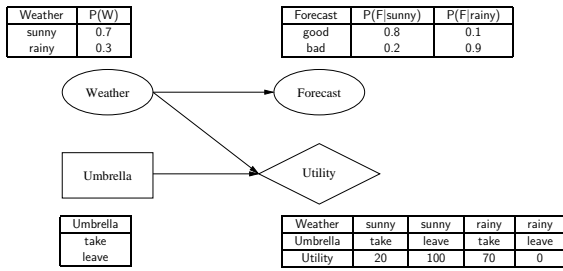 Weather P(W)
sunny 0.7
rainy 0.3
Forecast P(F|sunny) P(F|rainy)
good 0.8 0.1
bad 0.2 0.9
Weather
Forecast
Umbrella
Utility
Umbrella
take
leave
Weather sunny sunny rainy rainy
Umbrella take leave take leave
Utility 20 100 70 0